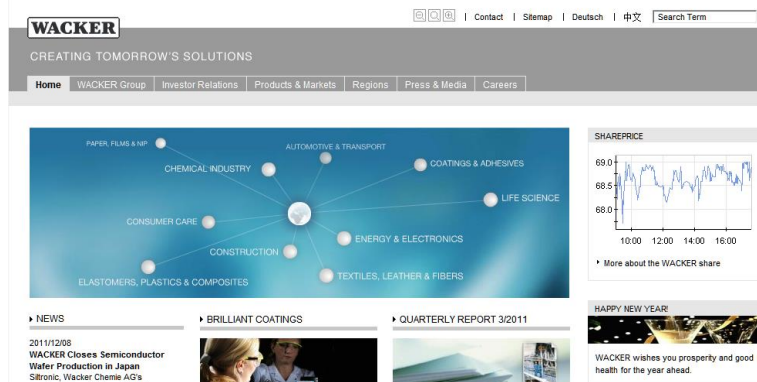 Contact | Sitemap | Deutsch | 中文 Search Term
WACKER
CREATING TOMORROW'S SOLUTIONS
Home WACKER Group Investor Relations Products & Markets Regions Press & Media Careers
PAPER, FILMS & NIP
AUTOMOTIVE & TRANSPORT
CHEMICAL INDUSTRY
COATINGS & ADHESIVES
LIFE SCIENCE
CONSUMER CARE
ENERGY & ELECTRONICS
CONSTRUCTION
ELASTOMERS, PLASTICS & COMPOSITES
TEXTILES, LEATHER & FIBERS
SHAREPRICE
69.0
68.5
68.0
10:00 12:00 14:00 16:00
More about the WACKER share
NEWS
2011/12/08
WACKER Closes Semiconductor
Wafer Production in Japan
Siltronic, Wacker Chemie AG's
BRILLIANT COATINGS
QUARTERLY REPORT 3/2011
HAPPY NEW YEAR!
WACKER wishes you prosperity and good
health for the year ahead.